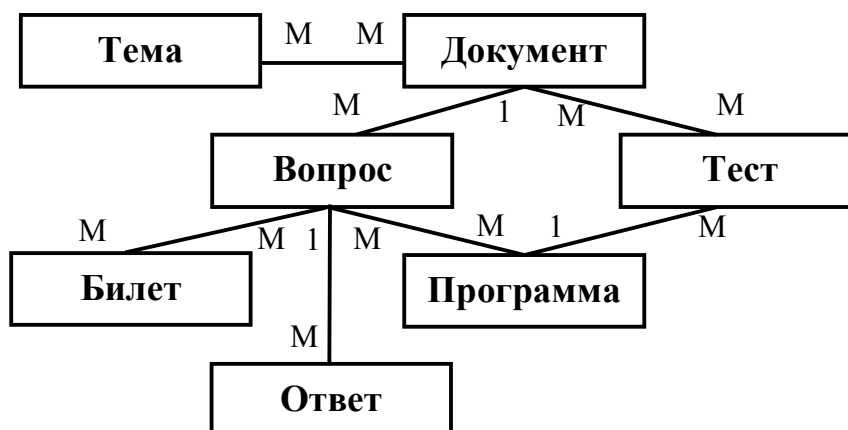 Тема М М Документ
М 1 М М
Вопрос Тест
М М 1 М М 1 М
Билет Программа
М
Ответ